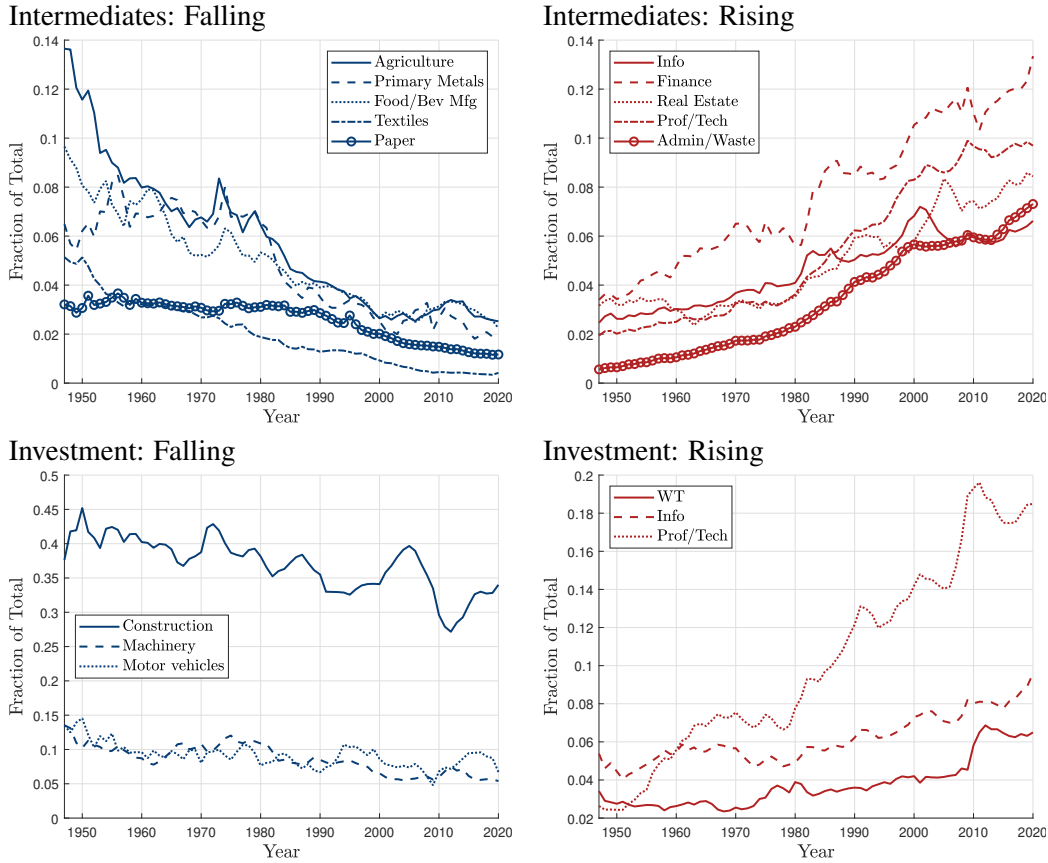 Intermediates: Falling
0.14
0.12
0.1
0.08
0.06
0.04
0.02
0
Fraction of Total
Agriculture
Primary Metals
Food/Bev Mfg
Textiles
Paper
1950 1960 1970 1980 1990 2000 2010 2020
Year
Intermediates: Rising
0.14
0.12
0.1
0.08
0.06
0.04
0.02
0
Fraction of Total
Info
Finance
Real Estate
Prof/Tech
Admin/Waste
1950 1960 1970 1980 1990 2000 2010 2020
Year
Investment: Falling
0.5
0.45
0.4
0.35
0.3
0.25
0.2
0.15
0.1
0.05
0
Fraction of Total
Construction
Machinery
Motor vehicles
1950 1960 1970 1980 1990 2000 2010 2020
Year
Investment: Rising
0.2
0.18
0.16
0.14
0.12
0.1
0.08
0.06
0.04
0.02
Fraction of Total
WT
Info
Prof/Tech
1950 1960 1970 1980 1990 2000 2010 2020
Year